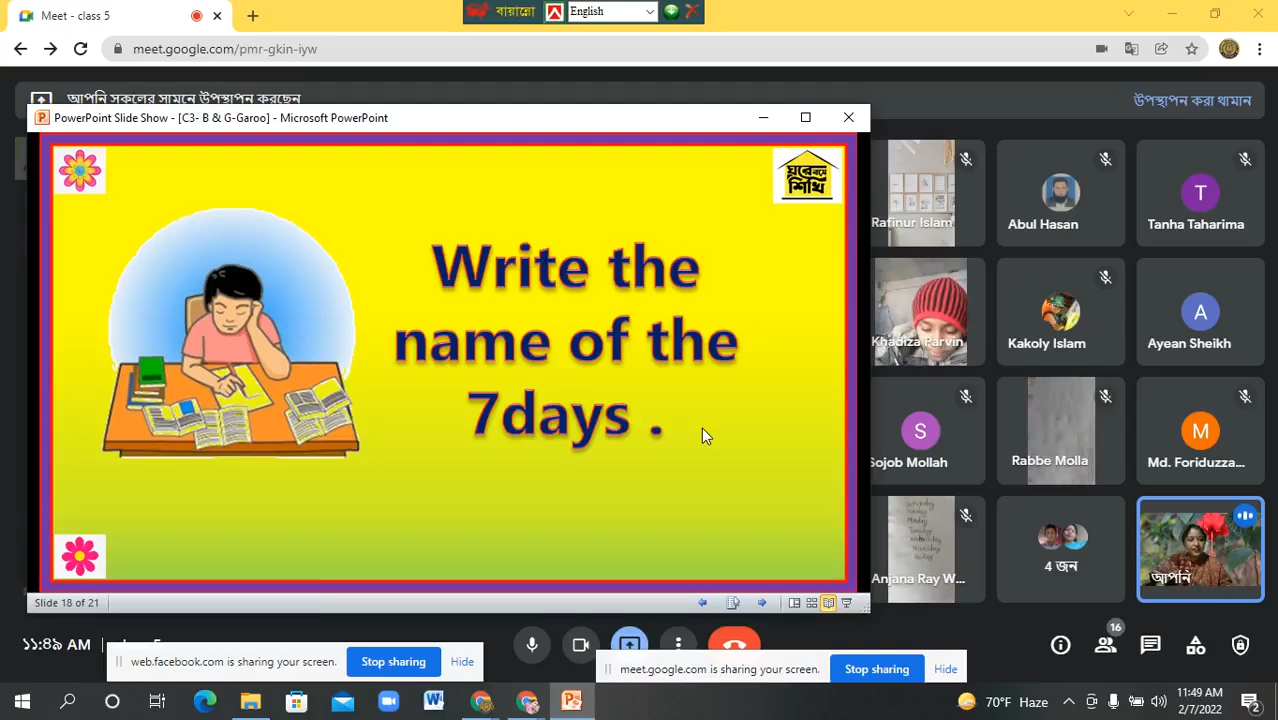 Meet - class 5
বায়ান্নো
English
meet.google.com/pmr-gkin-iyw
আপনি সকলের সামনে উপস্থাপন করছেন
উপস্থাপন করা থামান
PowerPoint Slide Show - [C3- B & G-Garoo] - Microsoft PowerPoint
ঘরে বসে
শিখি
Write the
name of the
7days .
Rafinur Islam
Abul Hasan
T
Tanha Taharima
Khadiza Parvin
Kakoly Islam
A
Ayean Sheikh
S
Sojob Mollah
Rabbe Molla
M
Md. Foriduzza...
Anjana Ray W...
4 জন
আপনি
Slide 18 of 21
১১:৪৯ AM
16
web.facebook.com is sharing your screen.
Stop sharing
Hide
meet.google.com is sharing your screen.
Stop sharing
Hide
70°F Haze
11:49 AM
2/7/2022
2